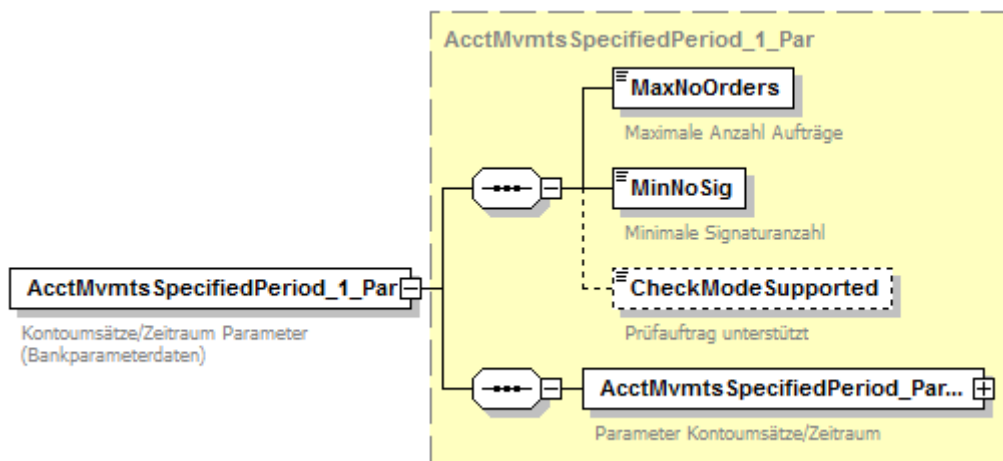 AcctMvmtsSpecifiedPeriod_1_Par
MaxNoOrders
Maximale Anzahl Aufträge
MinNoSig
Minimale Signaturanzahl
CheckModeSupported
Prüfauftrag unterstützt
AcctMvmtsSpecifiedPeriod_1_Par
Kontoumsätze/Zeitraum Parameter
(Bankparameterdaten)
AcctMvmtsSpecifiedPeriod_Par...
Parameter Kontoumsätze/Zeitraum